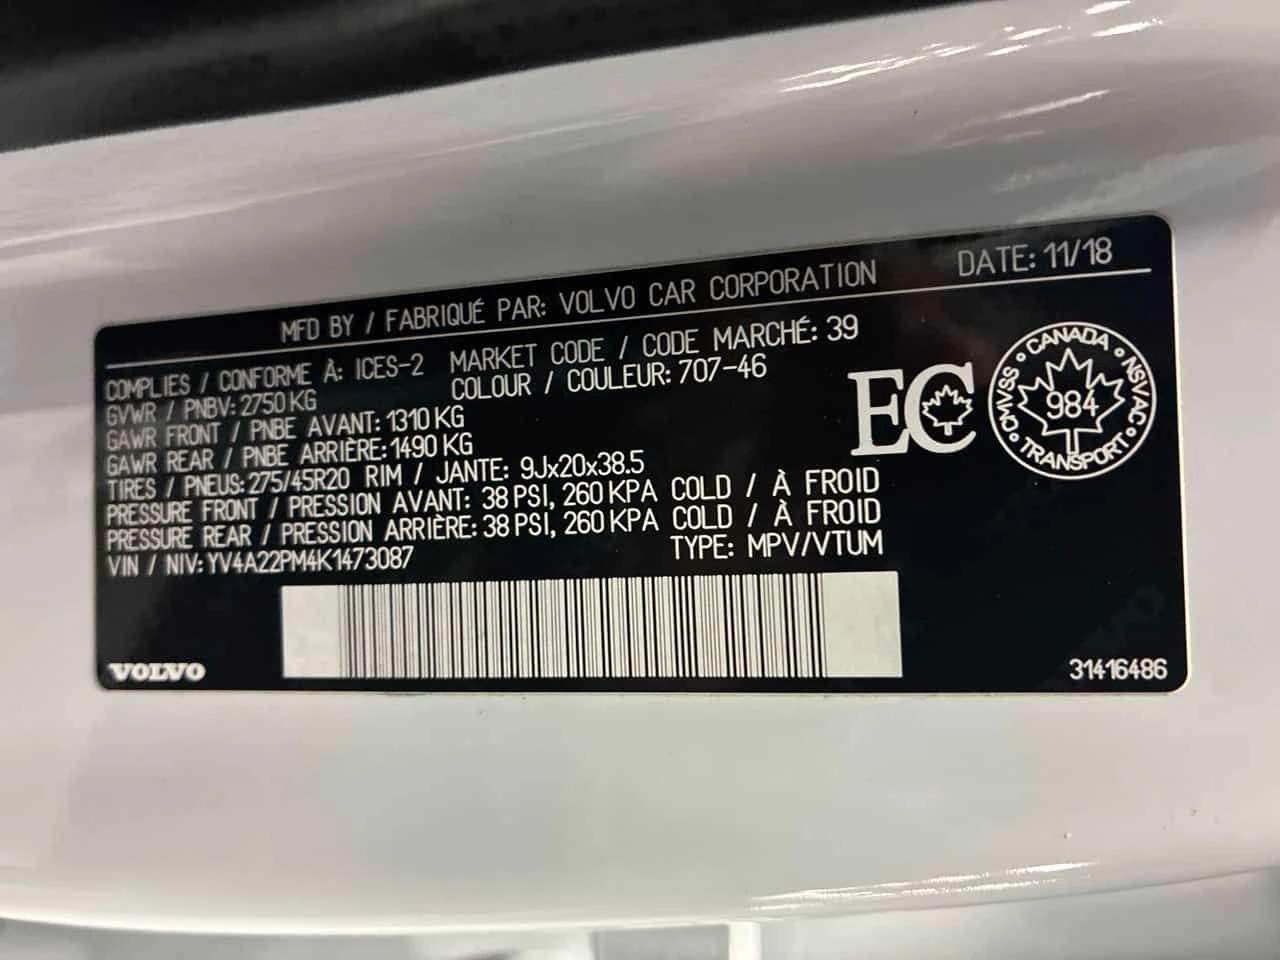 MFD BY / FABRIQUÉ PAR: VOLVO CAR CORPORATION DATE: 11/18
COMPLIES / CONFORME À: ICES-2 MARKET CODE / CODE MARCHÉ: 39
GVWR / PNBV: 2750 KG COLOUR / COULEUR: 707-46
GAWR FRONT / PNBE AVANT: 1310 KG
GAWR REAR / PNBE ARRIÈRE: 1490 KG
TIRES / PNEUS: 275/45R20 RIM / JANTE: 9Jx20x38.5
PRESSURE FRONT / PRESSION AVANT: 38 PSI, 260 KPA COLD / À FROID
PRESSURE REAR / PRESSION ARRIÈRE: 38 PSI, 260 KPA COLD / À FROID
VIN / NIV: YV4A22PM4K1473087 TYPE: MPV/VTUM
EC
CANADA
CMVSS 984 NSVAC
TRANSPORT
VOLVO
31416486